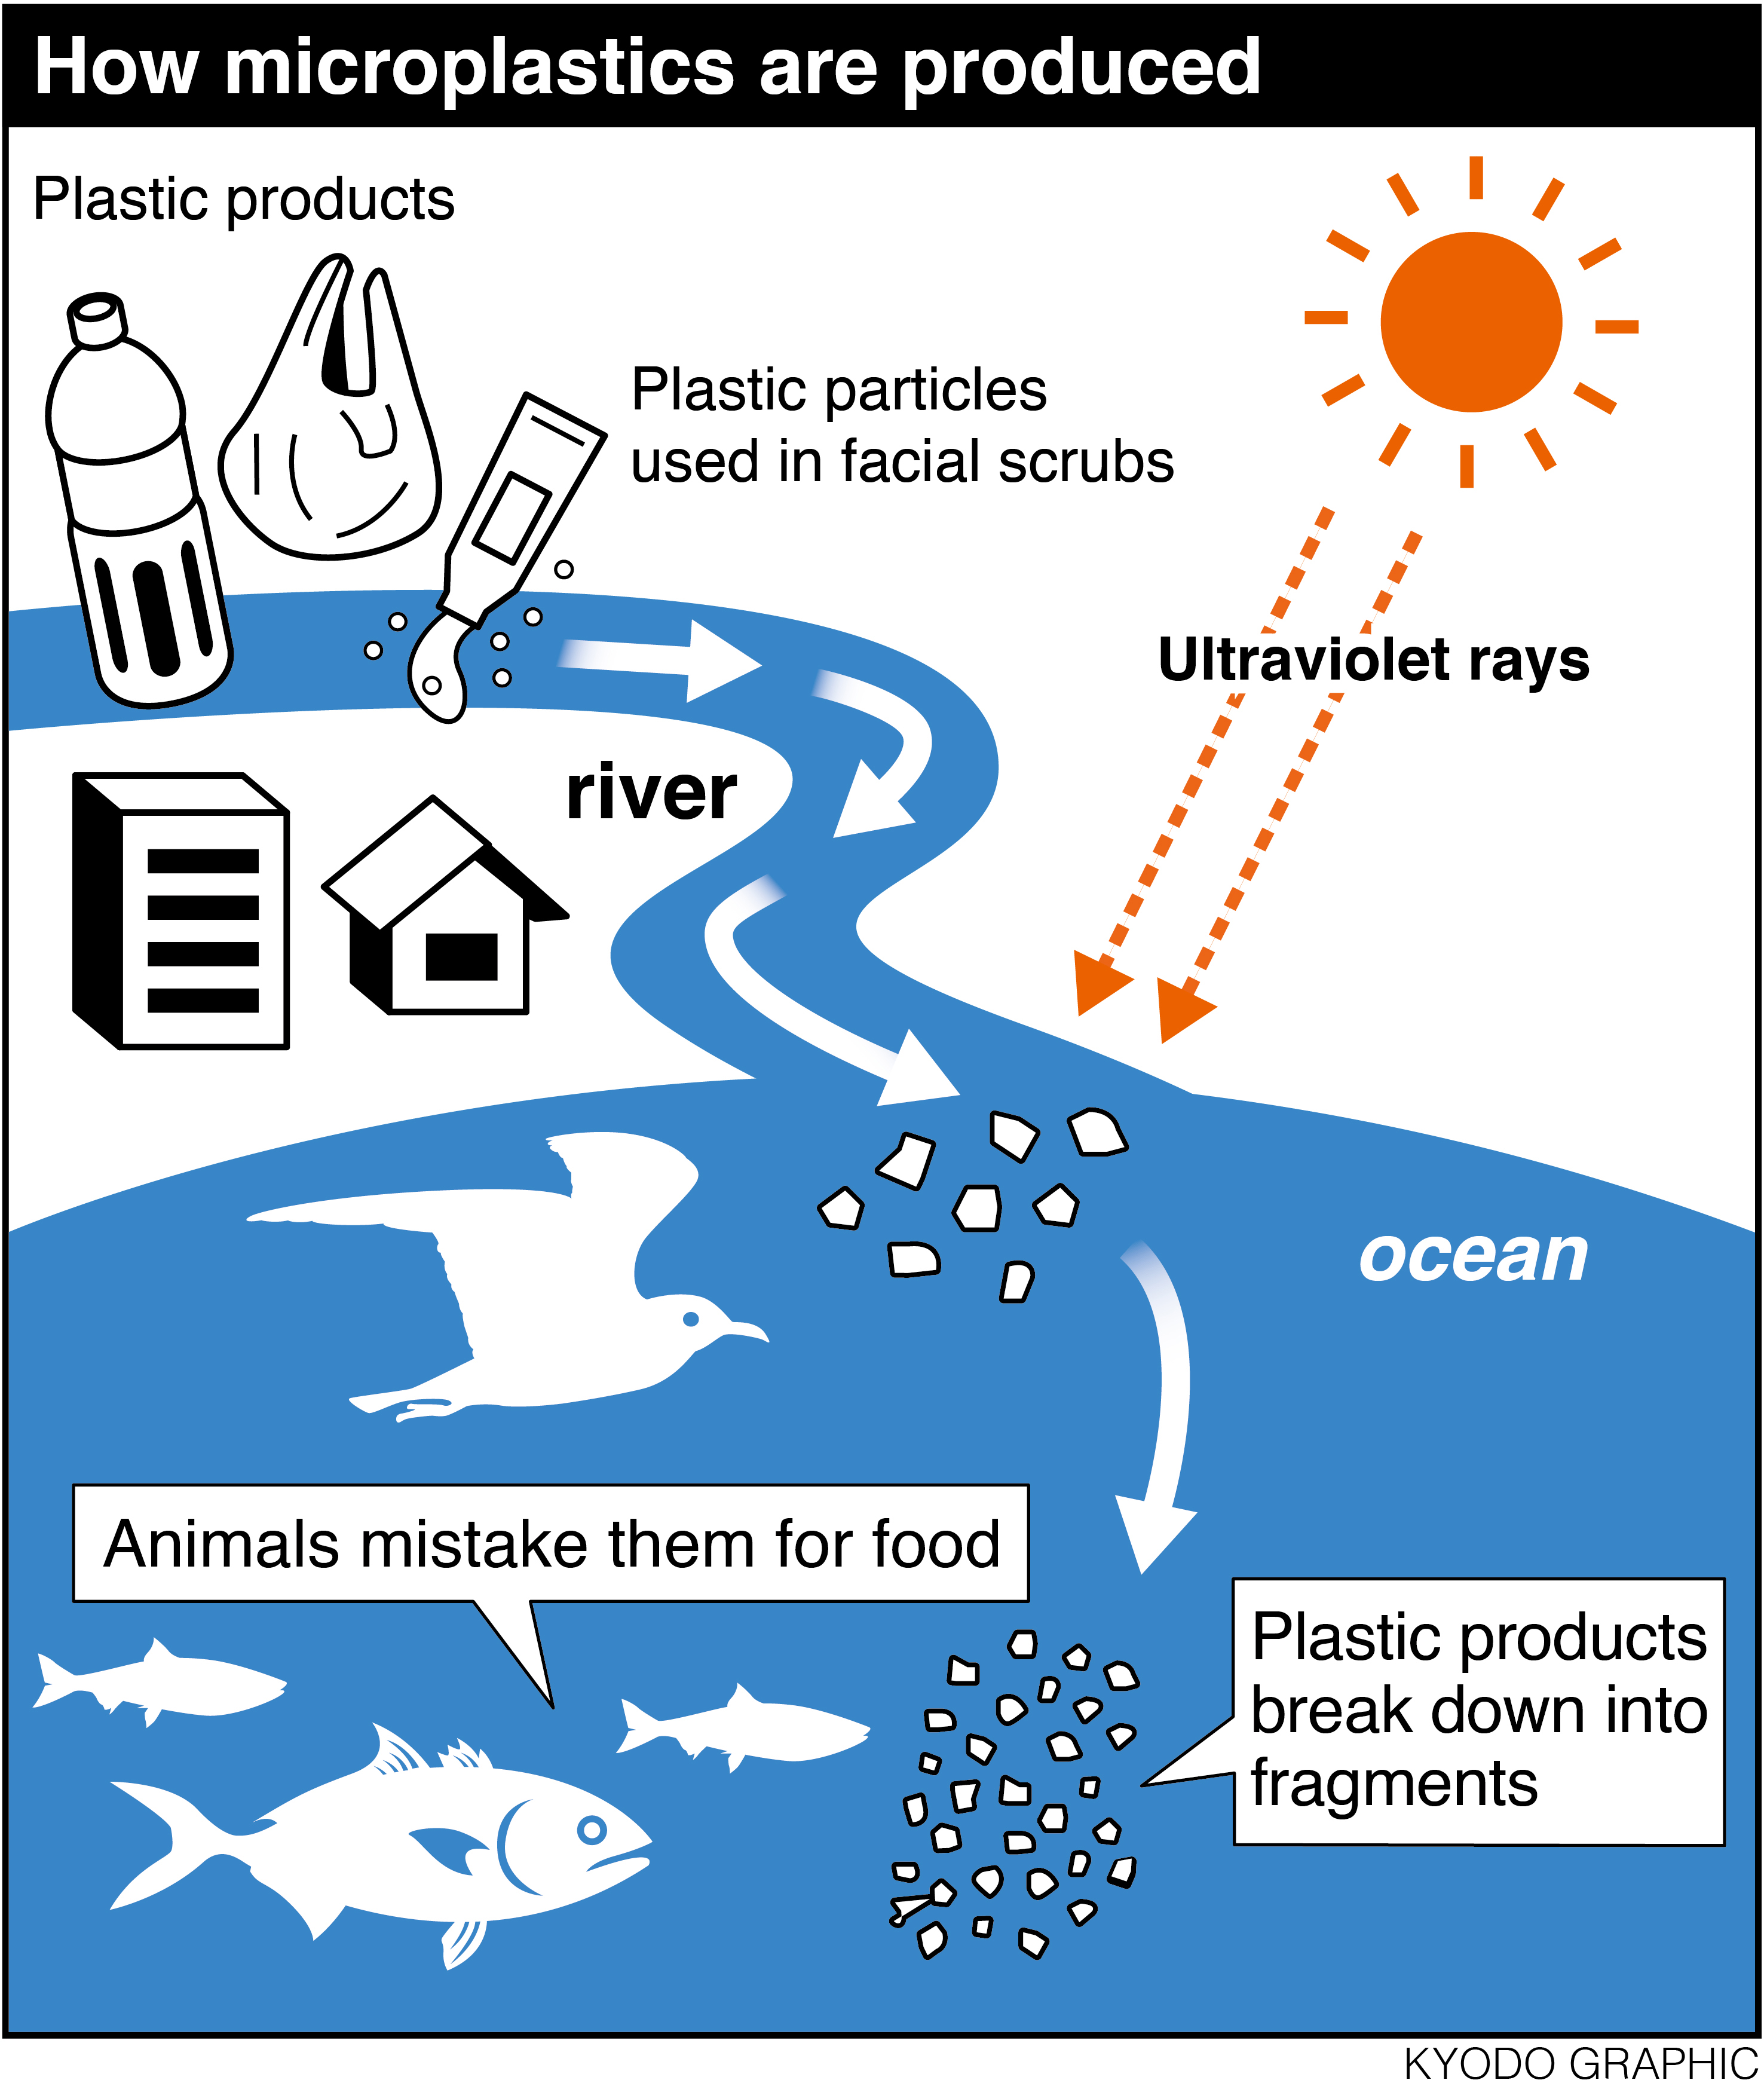 How microplastics are produced
Plastic products
Plastic particles
used in facial scrubs
Ultraviolet rays
river
ocean
Animals mistake them for food
Plastic products
break down into
fragments
KYODO GRAPHIC